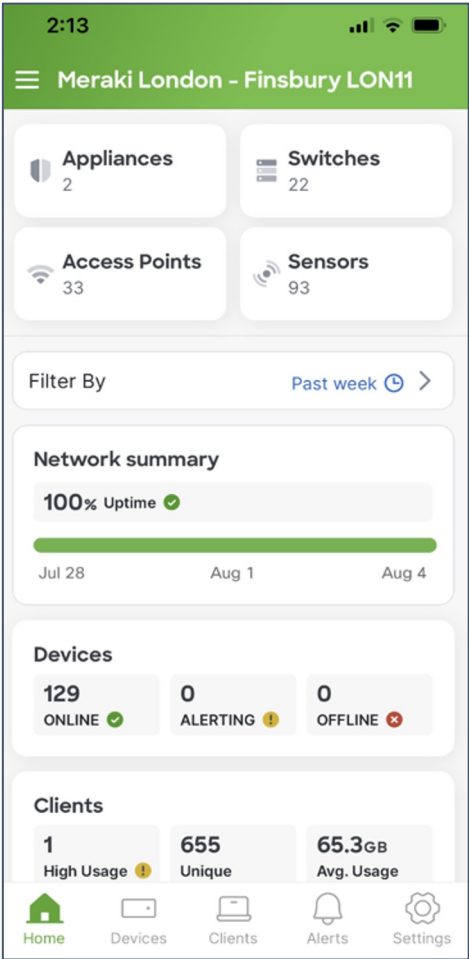 2:13
Meraki London - Finsbury LON11
Appliances
2
Switches
22
Access Points
33
Sensors
93
Filter By
Past week
Network summary
100% Uptime
Jul 28 Aug 1 Aug 4
Devices
129
ONLINE
0
ALERTING
0
OFFLINE
Clients
1
High Usage
655
Unique
65.3GB
Avg. Usage
Home Devices Clients Alerts Settings